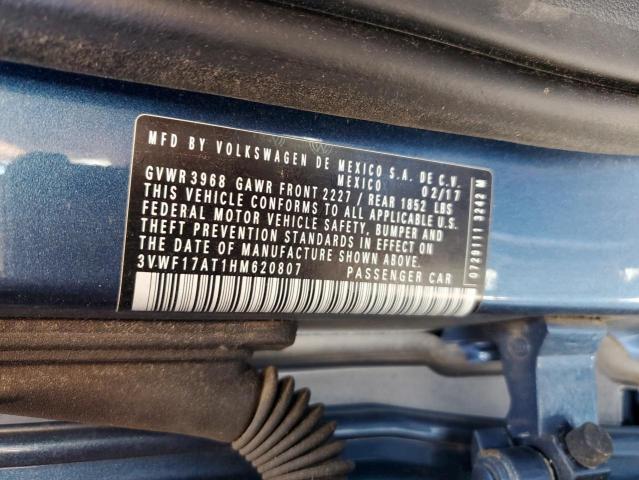 MFD BY VOLKSWAGEN DE MEXICO S.A. DE C.V.
MEXICO 02/17
GVWR 3968 GAWR FRONT 2227 / REAR 1852 LBS
THIS VEHICLE CONFORMS TO ALL APPLICABLE U.S.
FEDERAL MOTOR VEHICLE SAFETY, BUMPER AND
THEFT PREVENTION STANDARDS IN EFFECT ON
THE DATE OF MANUFACTURE SHOWN ABOVE.
3VWF17AT1HM620807 PASSENGER CAR
0729111 3242 M